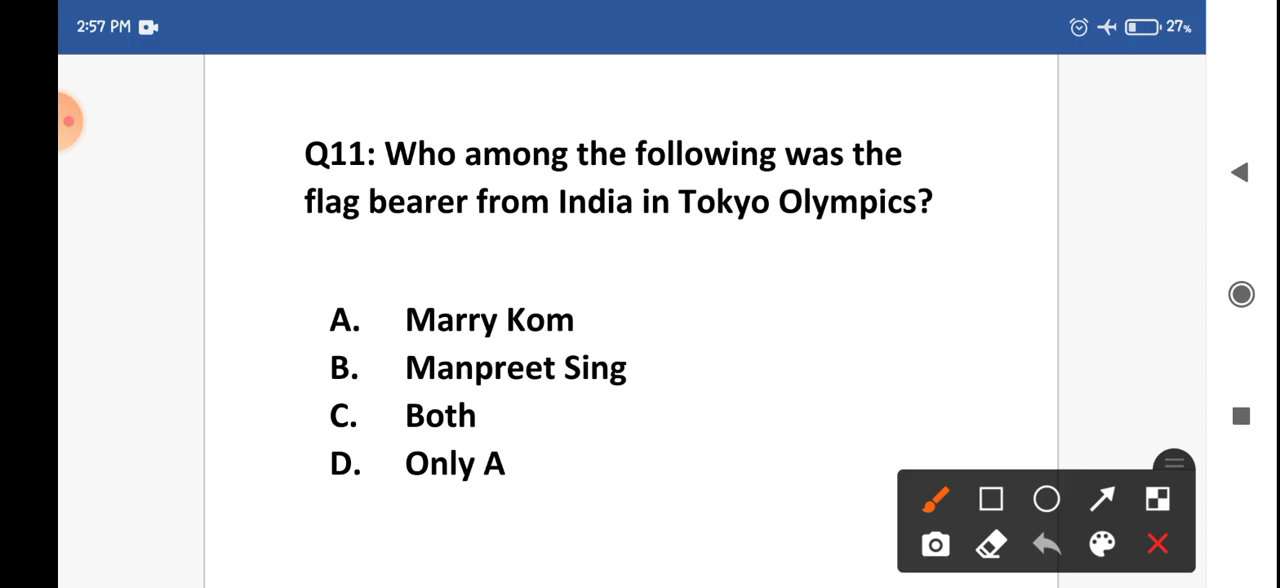 2:57 PM 27%
Q11: Who among the following was the
flag bearer from India in Tokyo Olympics?
A. Marry Kom
B. Manpreet Sing
C. Both
D. Only A